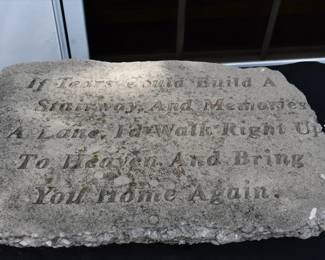 If Tears Could Build A
Stairway, And Memories
A Lane, I'd Walk Right Up
To Heaven And Bring
You Home Again.